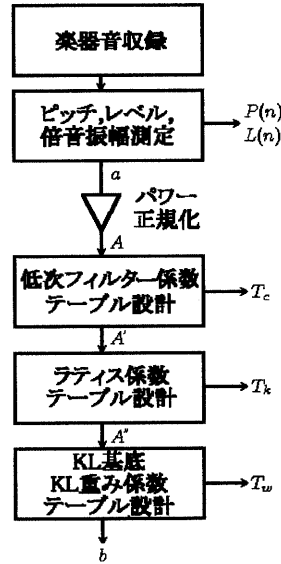 楽器音収録
ピッチ,レベル,
倍音振幅測定
P(n)
L(n)
a
パワー
正規化
A
低次フィルター係数
テーブル設計
T_c
A'
ラティス係数
テーブル設計
T_k
A"
KL基底
KL重み係数
テーブル設計
T_w
b